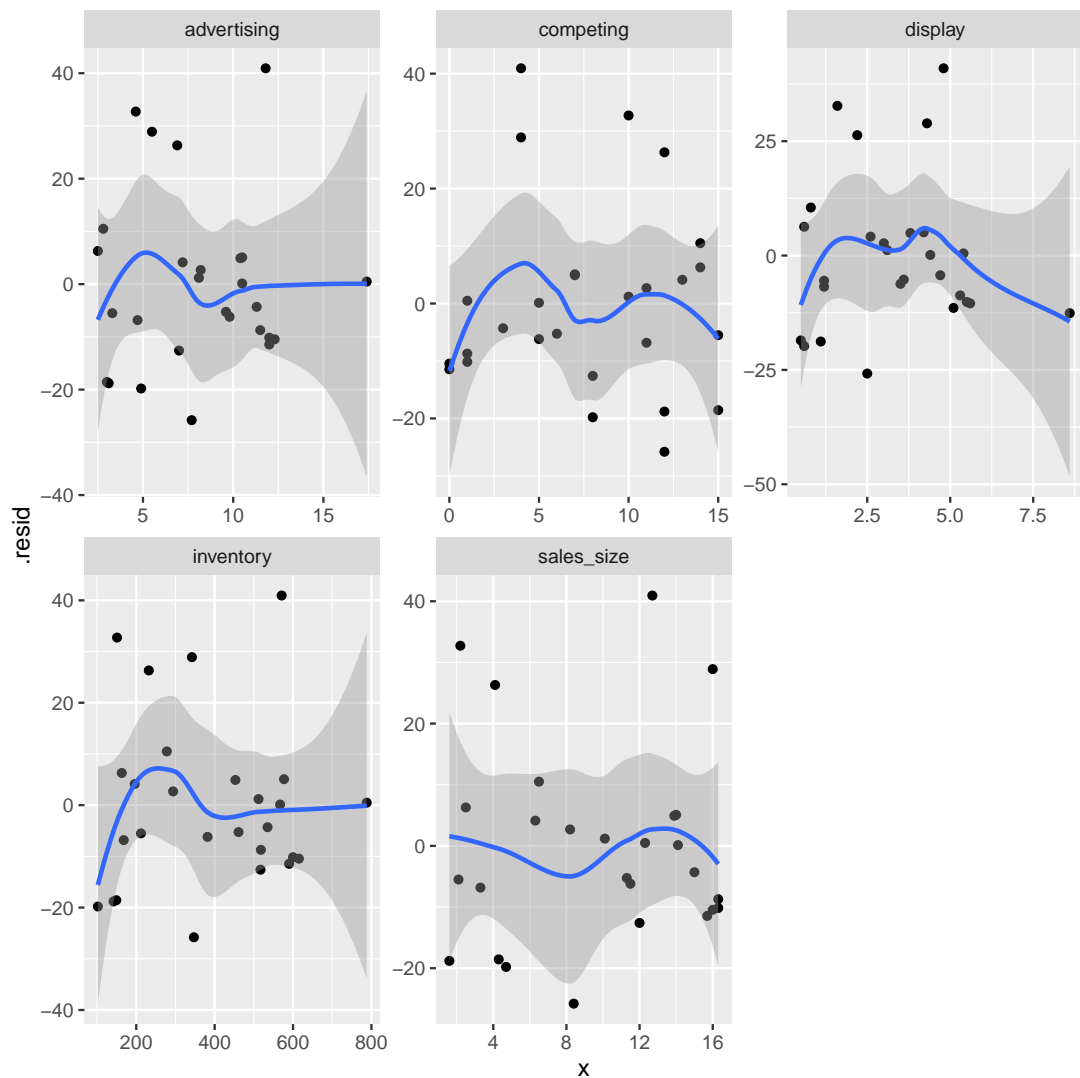 advertising competing display
40 40
20 20 25
0 0 0
−20 −20 −25
−40 −50
5 10 15 0 5 10 15 2.5 5.0 7.5
.resid
inventory sales_size
40 40
20 20
0 0
−20 −20
−40
200 400 600 800 4 8 12 16
x